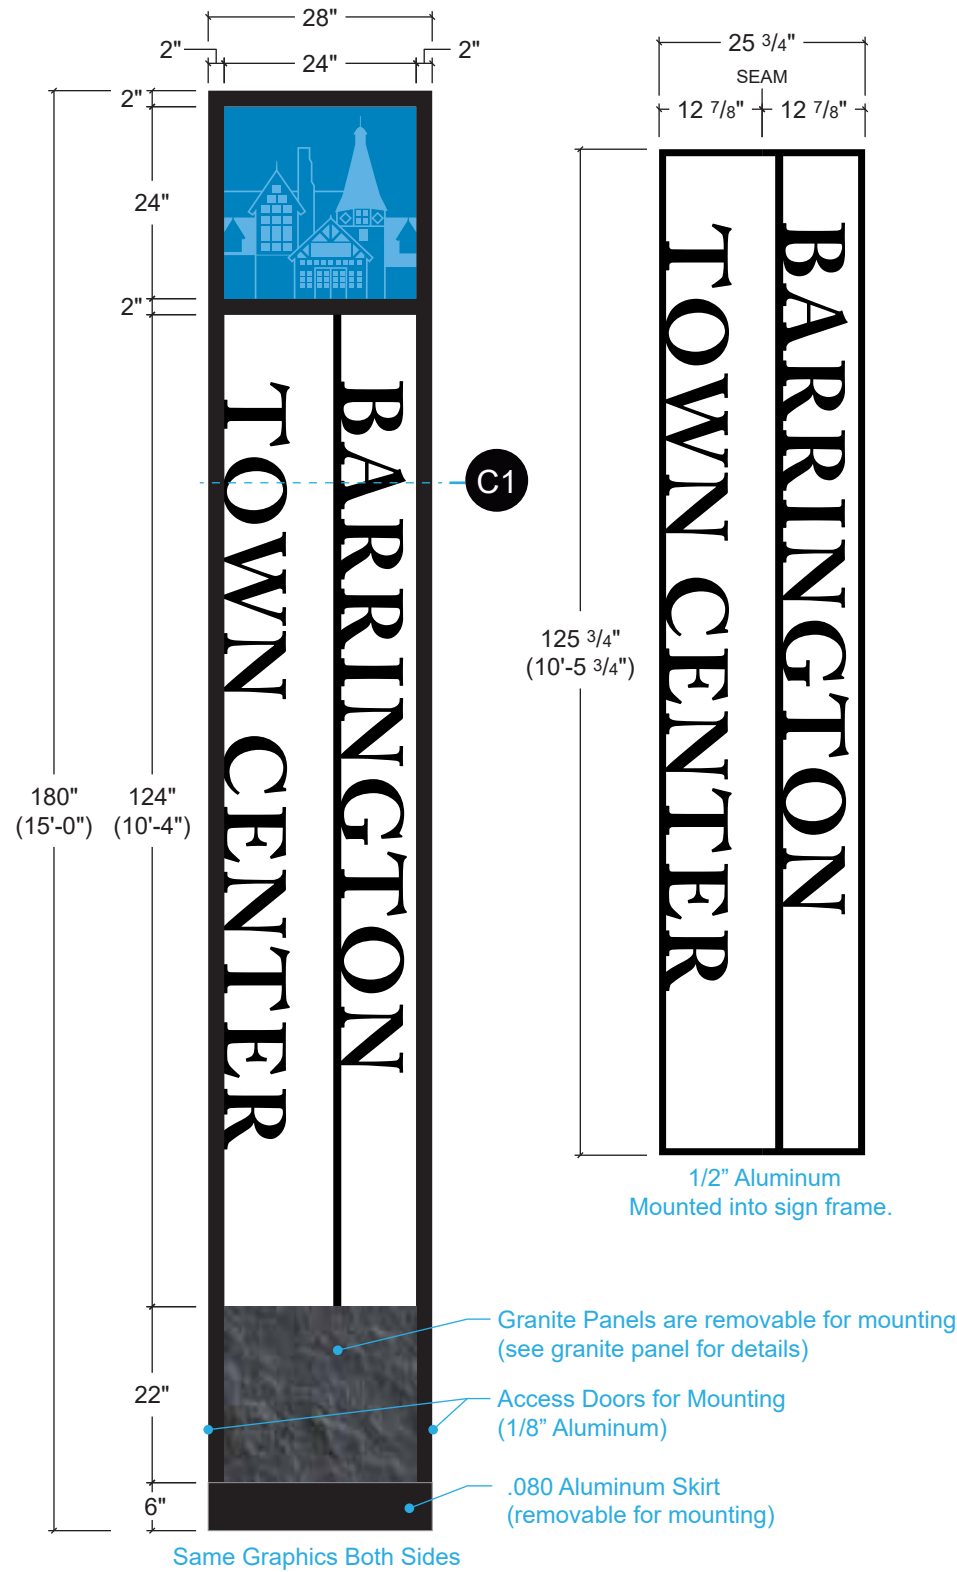 28"
2"
24"
2"
2"
24"
2"
180"
(15'-0")
124"
(10'-4")
22"
6"
TOWN CENTER
BARRINGTON
C1
25 3/4"
SEAM
12 7/8"
12 7/8"
125 3/4"
(10'-5 3/4")
TOWN CENTER
BARRINGTON
1/2” Aluminum
Mounted into sign frame.
Granite Panels are removable for mounting
(see granite panel for details)
Access Doors for Mounting
(1/8” Aluminum)
.080 Aluminum Skirt
(removable for mounting)
Same Graphics Both Sides